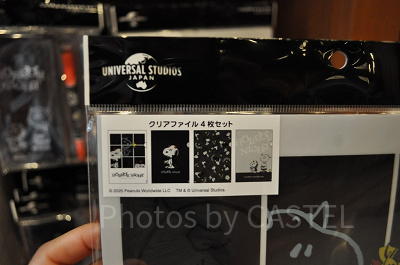 UNIVERSAL STUDIOS
JAPAN
クリアファイル4枚セット
© 2025 Peanuts Worldwide LLC TM & © Universal Studios
Photos by CASTEL